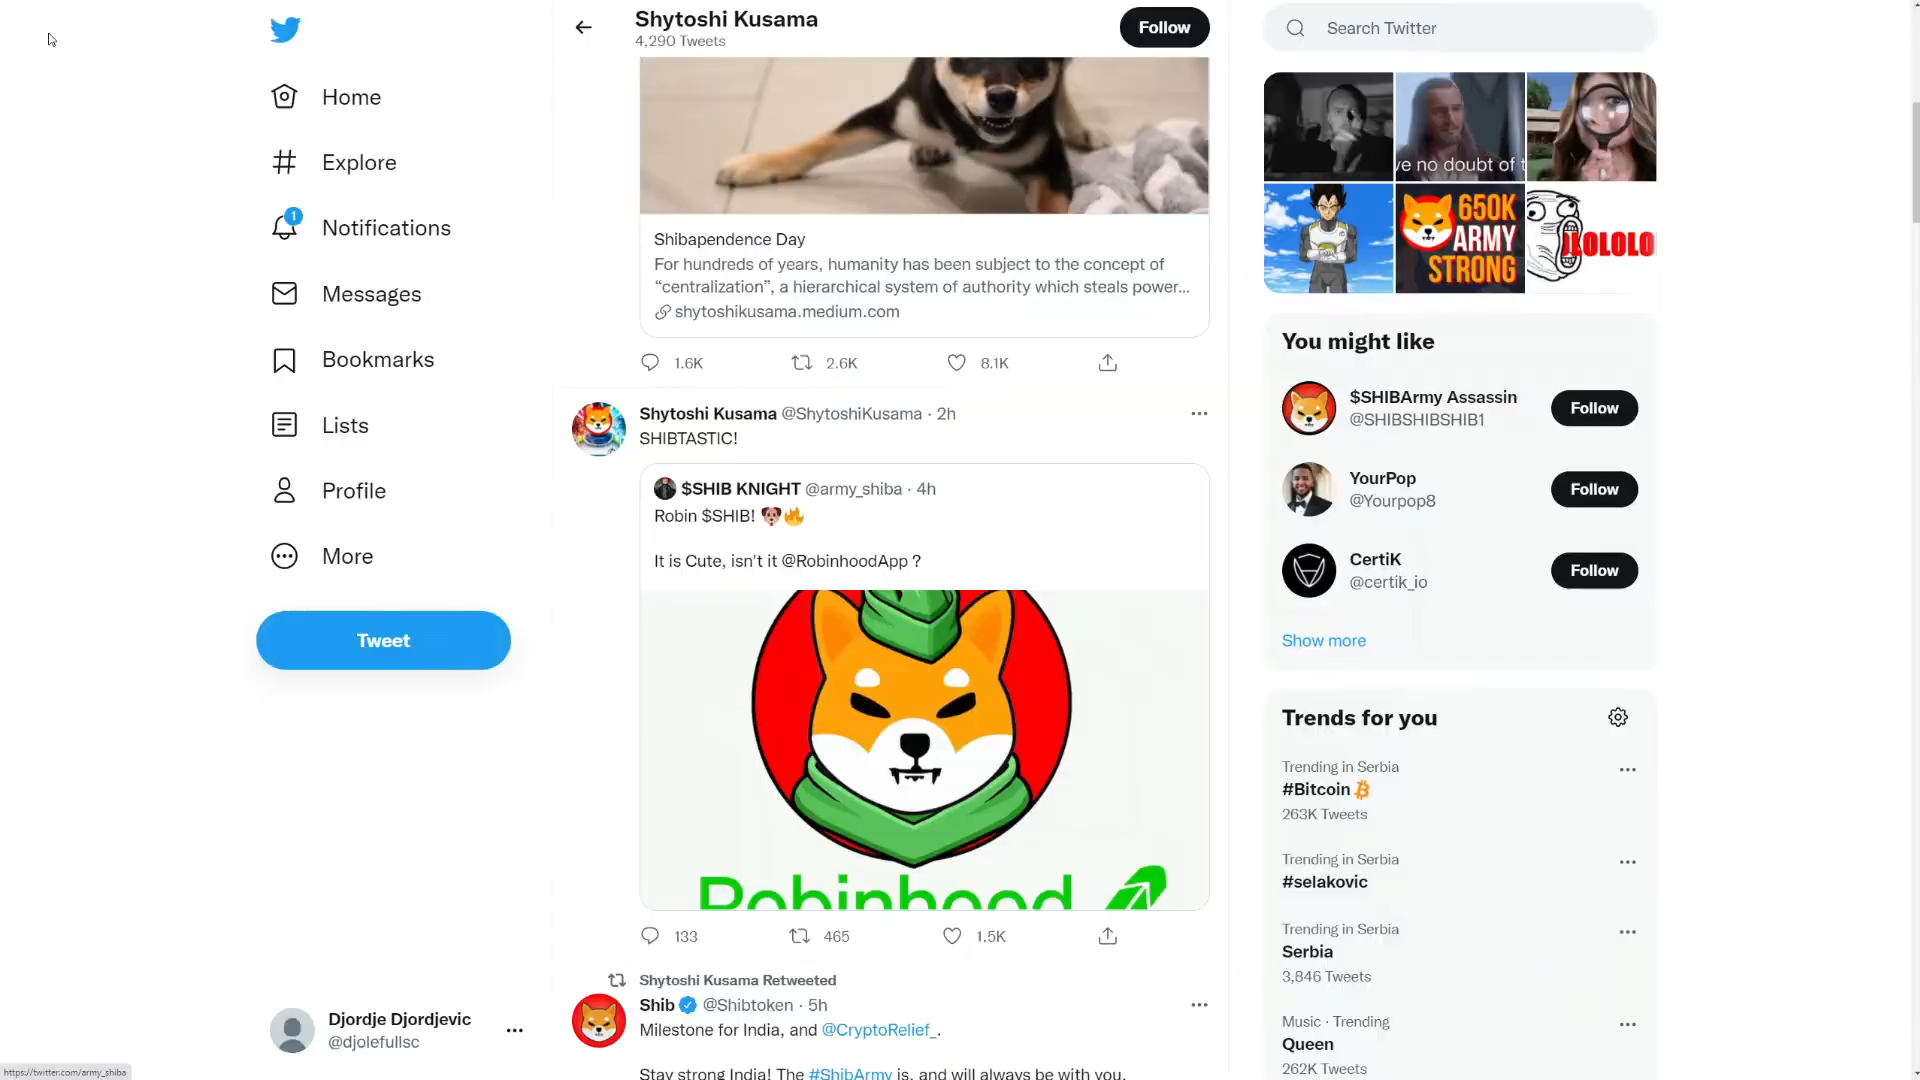 Shytoshi Kusama
4,290 Tweets
Follow
Search Twitter
Home
Explore
1
Notifications
Messages
Bookmarks
Lists
Profile
More
Tweet
Djordje Djordjevic
@djolefullsc
https://twitter.com/army_shiba
Shibapendence Day
For hundreds of years, humanity has been subject to the concept of
“centralization”, a hierarchical system of authority which steals power...
shytoshikusama.medium.com
1.6K 2.6K 8.1K
Shytoshi Kusama @ShytoshiKusama · 2h
SHIBTASTIC!
$SHIB KNIGHT @army_shiba · 4h
Robin $SHIB!
It is Cute, isn't it @RobinhoodApp ?
Robinhood
133 465 1.5K
Shytoshi Kusama Retweeted
Shib @Shibtoken · 5h
Milestone for India, and @CryptoRelief_.
Stay strong India! The #ShibArmy is, and will always be with you.
ve no doubt of t
650K
ARMY
STRONG
LOLOLO
You might like
$SHIBArmy Assassin
@SHIBSHIBSHIB1
Follow
YourPop
@Yourpop8
Follow
CertiK
@certik_io
Follow
Show more
Trends for you
Trending in Serbia
#Bitcoin
263K Tweets
Trending in Serbia
#selakovic
Trending in Serbia
Serbia
3,846 Tweets
Music · Trending
Queen
262K Tweets